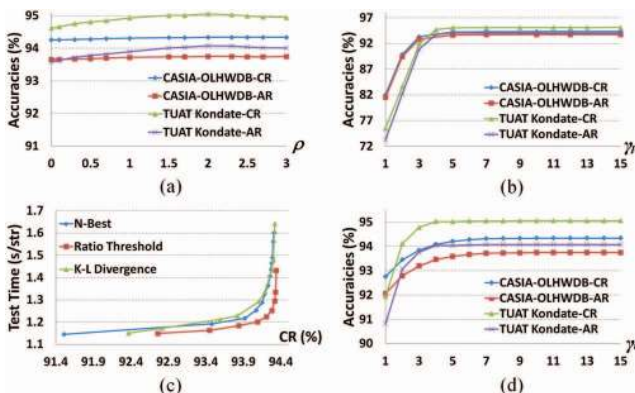 96
95
94
93
92
91
Accuracies (%)
CASIA-OLHWDB-CR
CASIA-OLHWDB-AR
TUAT Kondate-CR
TUAT Kondate-AR
0 0.5 1 1.5 2 2.5 3
ρ
(a)
97
92
87
82
77
72
Accuracies (%)
CASIA-OLHWDB-CR
CASIA-OLHWDB-AR
TUAT Kondate-CR
TUAT Kondate-AR
1 3 5 7 9 11 13 15
(b)
1.7
1.6
1.5
1.4
1.3
1.2
1.1
Test Time (s/str)
N-Best
Ratio Threshold
K-L Divergence
CR (%)
91.4 91.9 92.4 92.9 93.4 93.9 94.4
(c)
95
94
93
92
91
90
Accuraicies (%)
CASIA-OLHWDB-CR
CASIA-OLHWDB-AR
TUAT Kondate-CR
TUAT Kondate-AR
1 3 5 7 9 11 13 15
(d)